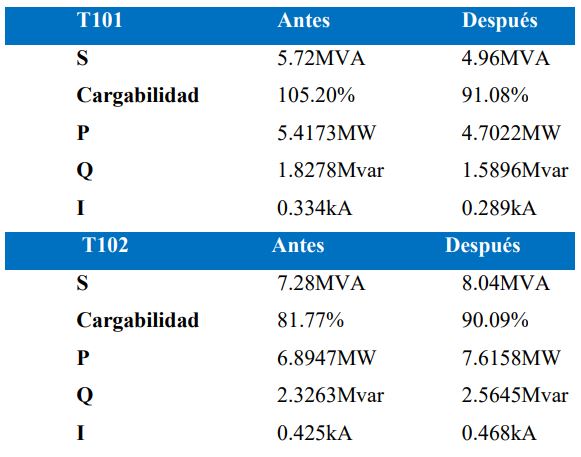 T101 Antes Después
S 5.72MVA 4.96MVA
Cargabilidad 105.20% 91.08%
P 5.4173MW 4.7022MW
Q 1.8278Mvar 1.5896Mvar
I 0.334kA 0.289kA
T102 Antes Después
S 7.28MVA 8.04MVA
Cargabilidad 81.77% 90.09%
P 6.8947MW 7.6158MW
Q 2.3263Mvar 2.5645Mvar
I 0.425kA 0.468kA